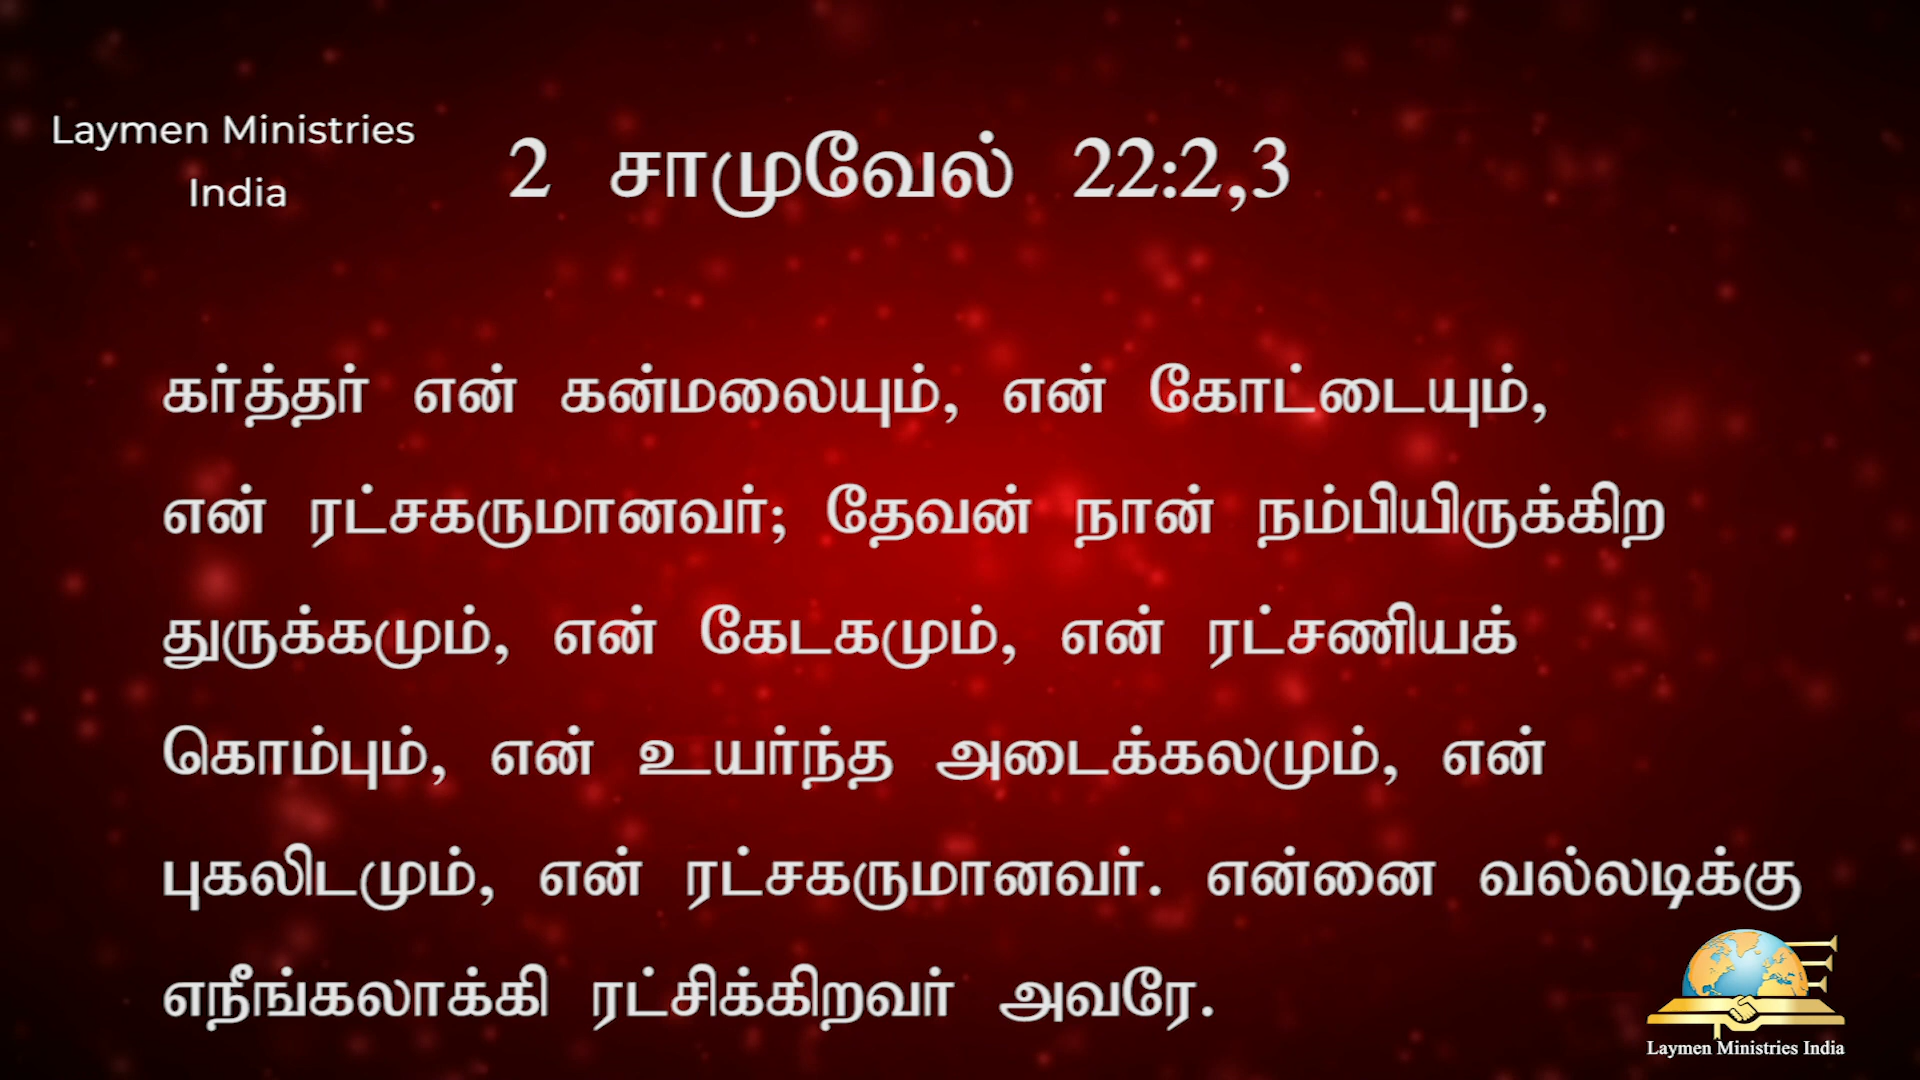 Laymen Ministries
India
2 சாமுவேல் 22:2,3
கர்த்தர் என் கன்மலையும், என் கோட்டையும்,
என் ரட்சகருமானவர்; தேவன் நான் நம்பியிருக்கிற
துருக்கமும், என் கேடகமும், என் ரட்சணியக்
கொம்பும், என் உயர்ந்த அடைக்கலமும், என்
புகலிடமும், என் ரட்சகருமானவர். என்னை வல்லடிக்கு
எநீங்கலாக்கி ரட்சிக்கிறவர் அவரே.
Laymen Ministries India